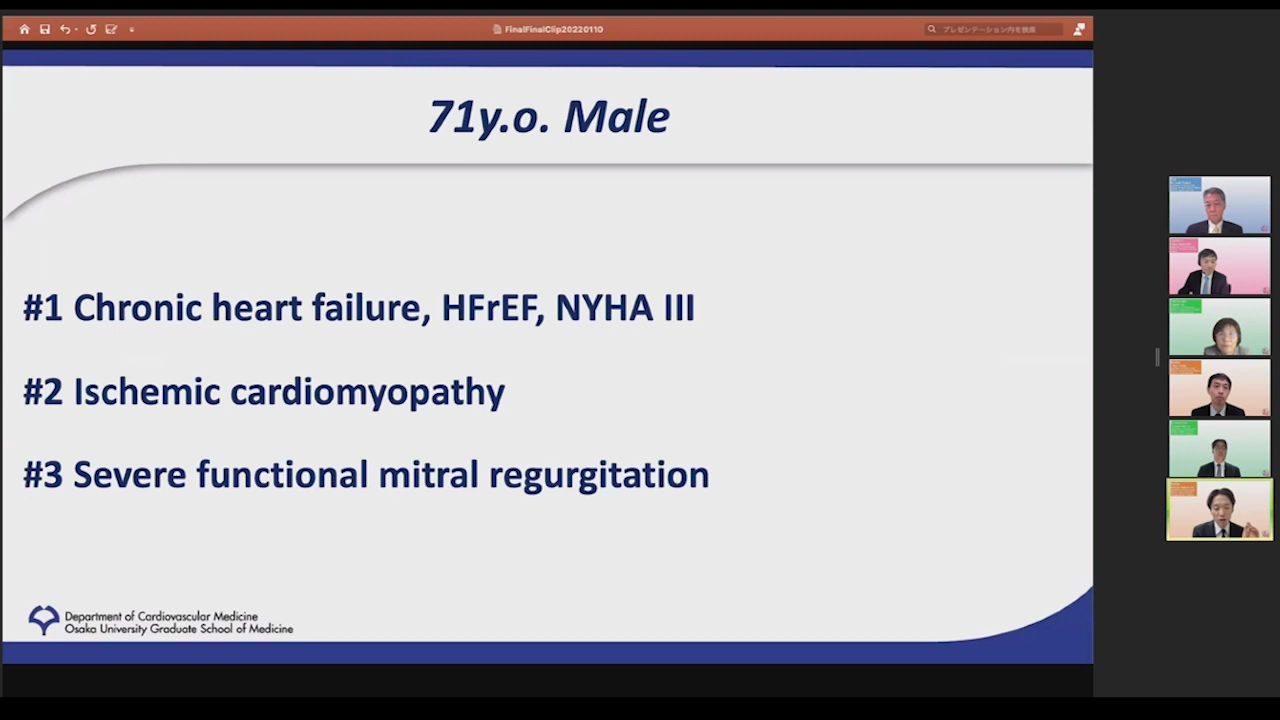 FinalFinalClip20220110
プレゼンテーション内を検索
71y.o. Male
#1 Chronic heart failure, HFrEF, NYHA III
#2 Ischemic cardiomyopathy
#3 Severe functional mitral regurgitation
Department of Cardiovascular Medicine
Osaka University Graduate School of Medicine